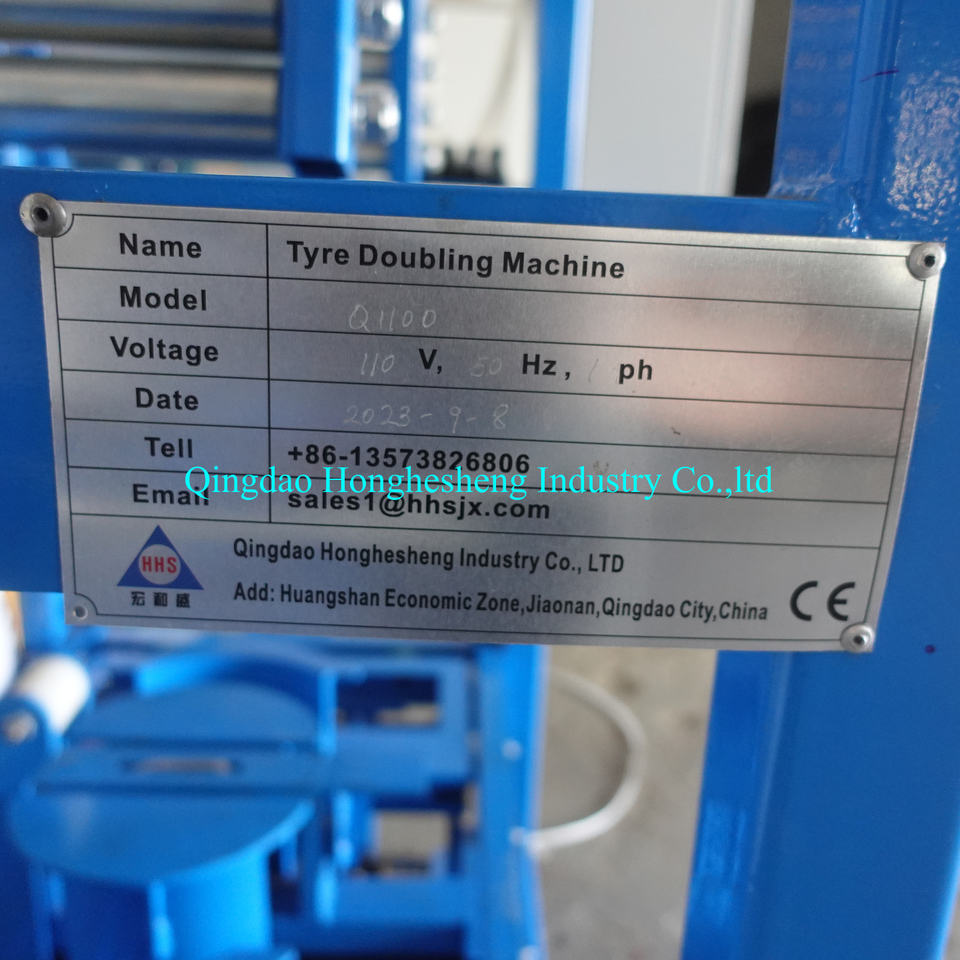 Name Tyre Doubling Machine
Model Q1100
Voltage 110 V, 50 Hz, 1 ph
Date 2023-9-8
Tell +86-13573826806
Qingdao Honghesheng Industry Co.,ltd
Email sales1@hhsjx.com
HHS
宏和盛
Qingdao Honghesheng Industry Co., LTD
Add: Huangshan Economic Zone,Jiaonan,Qingdao City,China
CE